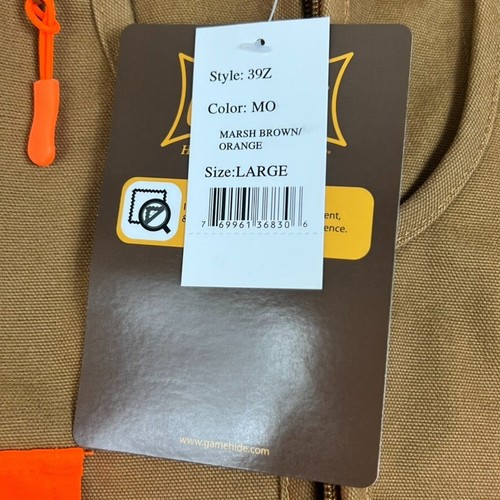 Style: 39Z
Color: MO
MARSH BROWN/
ORANGE
Size:LARGE
7 69961 36830 6
www.gamehide.com